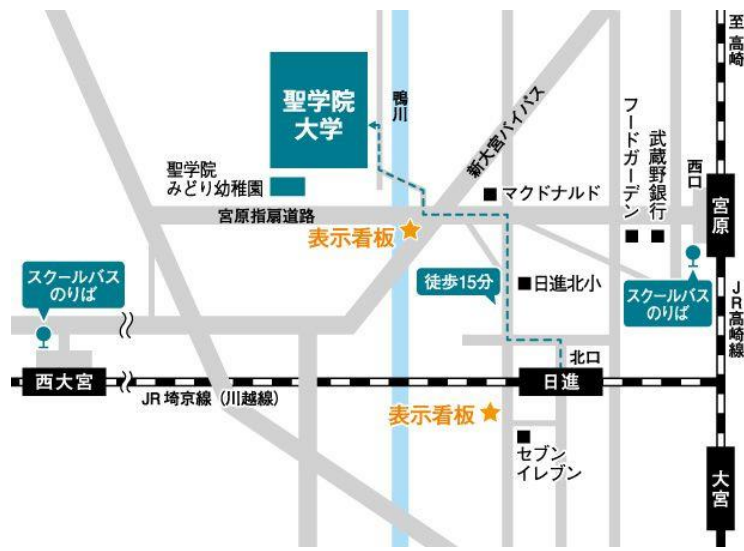 至
高崎
聖学院
大学
鴨川
新大宮バイパス
フードガーデン
武蔵野銀行
西口
宮原
聖学院
みどり幼稚園
マクドナルド
宮原指扇道路
表示看板
スクールバス
のりば
徒歩15分
日進北小
スクールバス
のりば
JR高崎線
北口
西大宮
日進
JR埼京線（川越線）
表示看板
セブン
イレブン
大宮